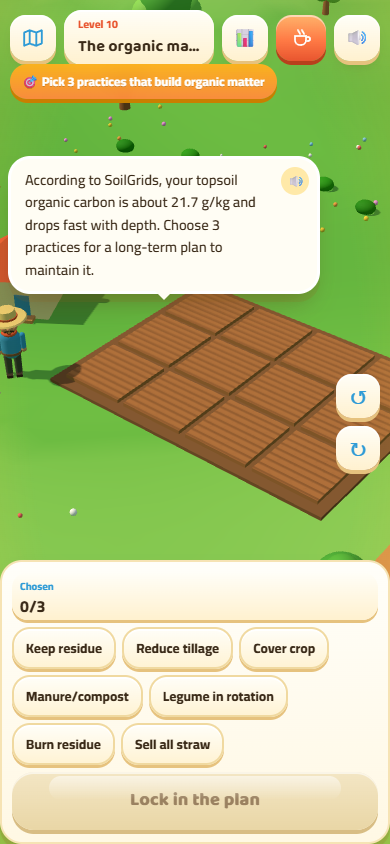 Level 10
The organic ma...
Pick 3 practices that build organic matter
According to SoilGrids, your topsoil
organic carbon is about 21.7 g/kg and
drops fast with depth. Choose 3
practices for a long-term plan to
maintain it.
Chosen
0/3
Keep residue
Reduce tillage
Cover crop
Manure/compost
Legume in rotation
Burn residue
Sell all straw
Lock in the plan